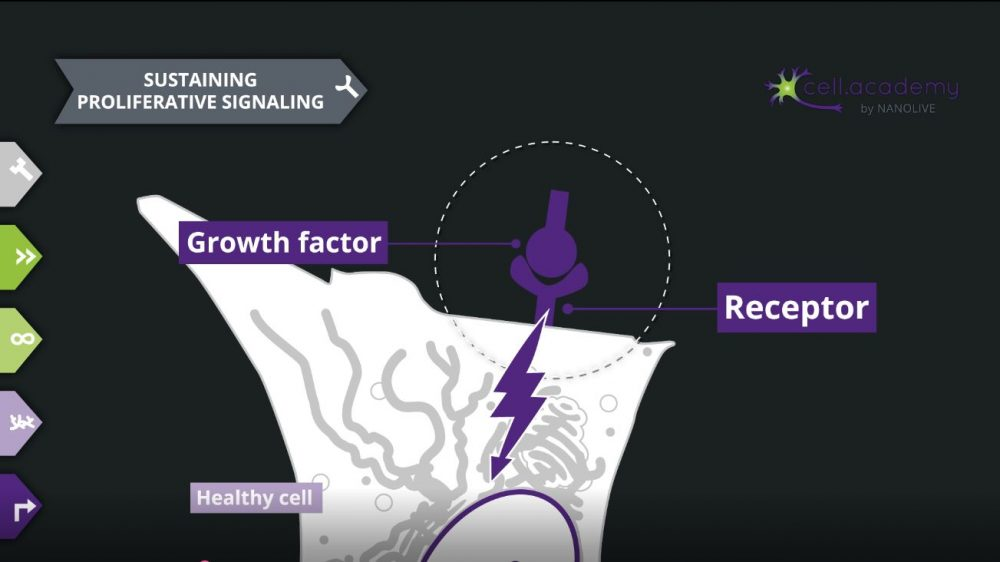 SUSTAINING
PROLIFERATIVE SIGNALING
cell.academy
by NANOLIVE
Growth factor
Receptor
Healthy cell